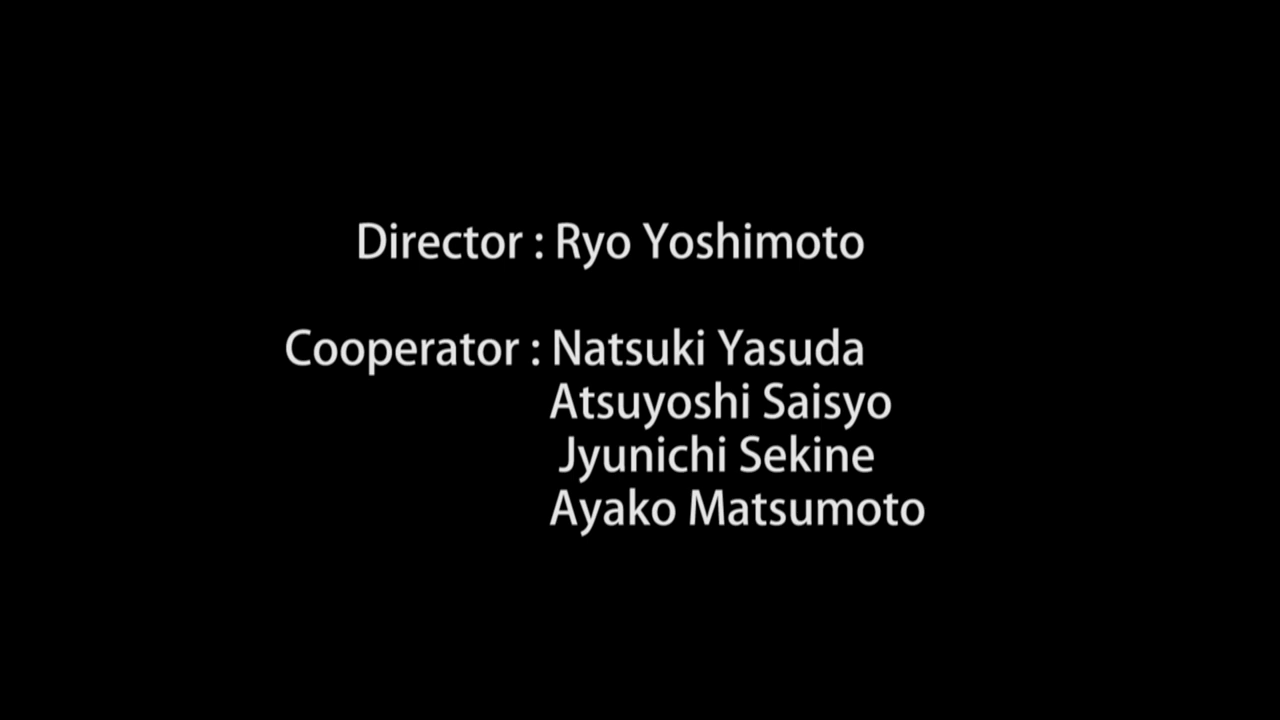 Director : Ryo Yoshimoto
Cooperator : Natsuki Yasuda
Atsuyoshi Saisyo
Jyunichi Sekine
Ayako Matsumoto